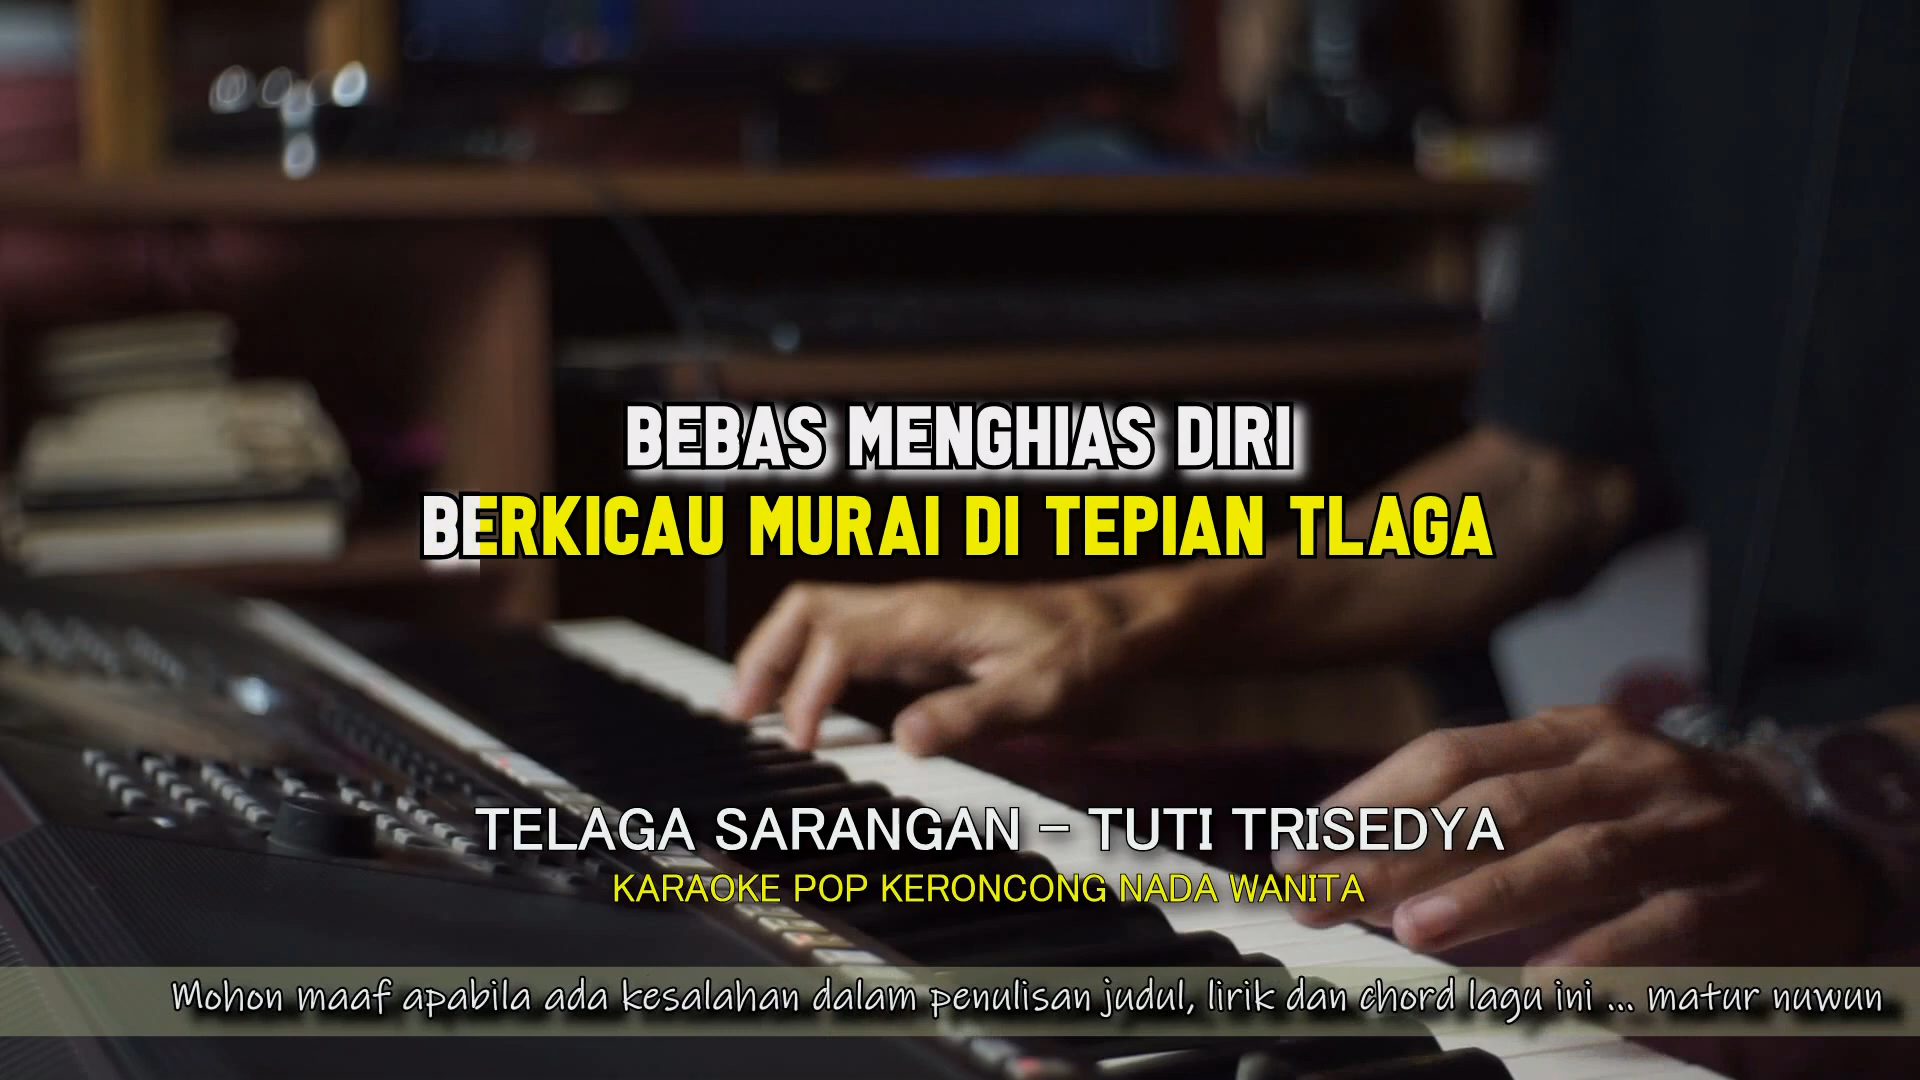 BEBAS MENGHIAS DIRI
BERKICAU MURAI DI TEPIAN TLAGA
TELAGA SARANGAN - TUTI TRISEDYA
KARAOKE POP KERONCONG NADA WANITA
Mohon maaf apabila ada kesalahan dalam penulisan judul, lirik dan chord lagu ini ... matur nuwun